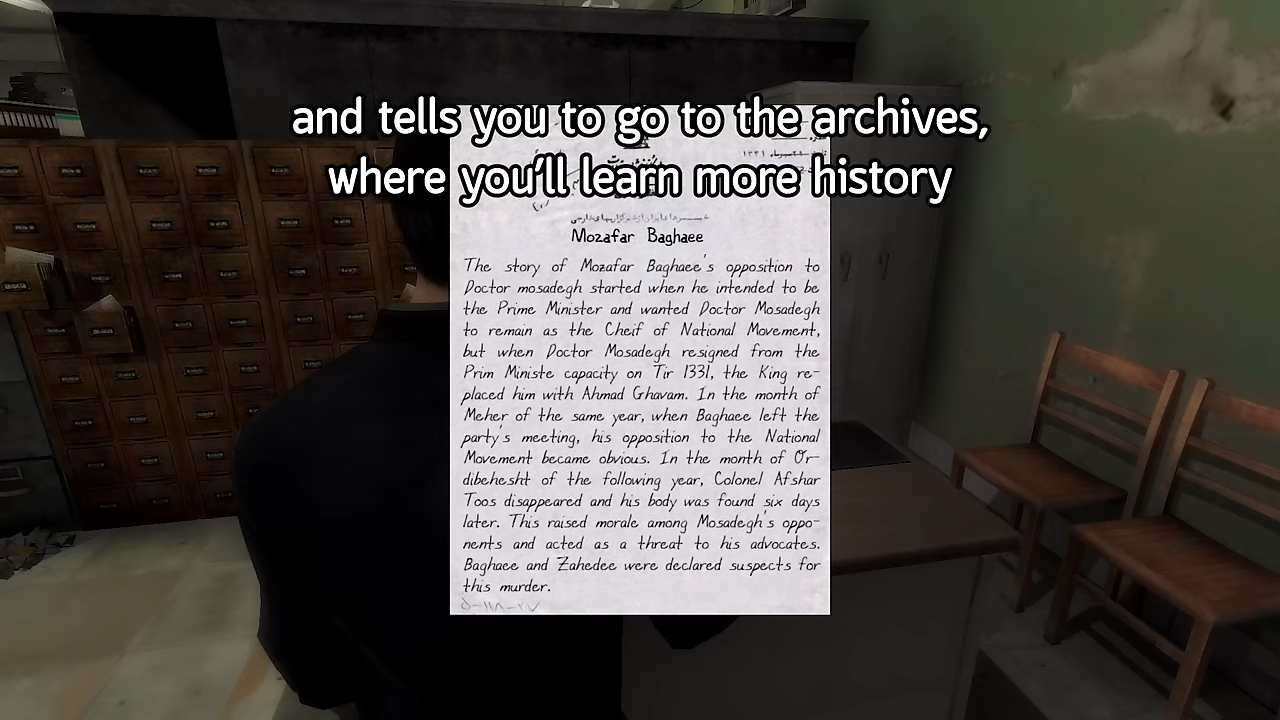 and tells you to go to the archives,
where you'll learn more history
Mozafar Baghaee
The story of Mozafar Baghaee's opposition to
Doctor mosadegh started when he intended to be
the Prime Minister and wanted Doctor Mosadegh
to remain as the Cheif of National Movement,
but when Doctor Mosadegh resigned from the
Prim Ministe capacity on Tir 1331, the King re-
placed him with Ahmad Ghavam. In the month of
Meher of the same year, when Baghaee left the
party's meeting, his opposition to the National
Movement became obvious. In the month of Or-
dibehesht of the following year, Colonel Afshar
Toos disappeared and his body was found six days
later. This raised morale among Mosadegh's oppo-
nents and acted as a threat to his advocates.
Baghaee and Zahedee were declared suspects for
this murder.